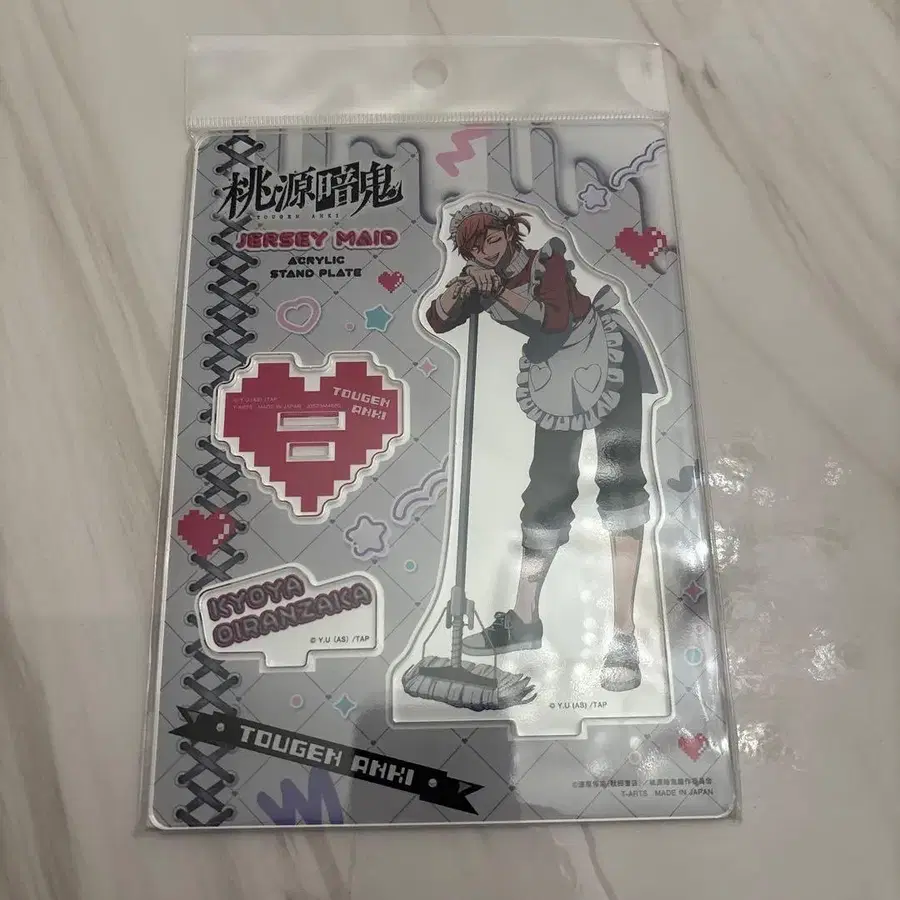 桃源暗鬼
TOUGEN ANKI
JERSEY MAID
ACRYLIC
STAND PLATE
TOUGEN
ANKI
KYOYA
OIRANZAKA
© Y.U (AS) /TAP
© Y.U (AS) /TAP
TOUGEN ANKI
T-ARTS MADE IN JAPAN